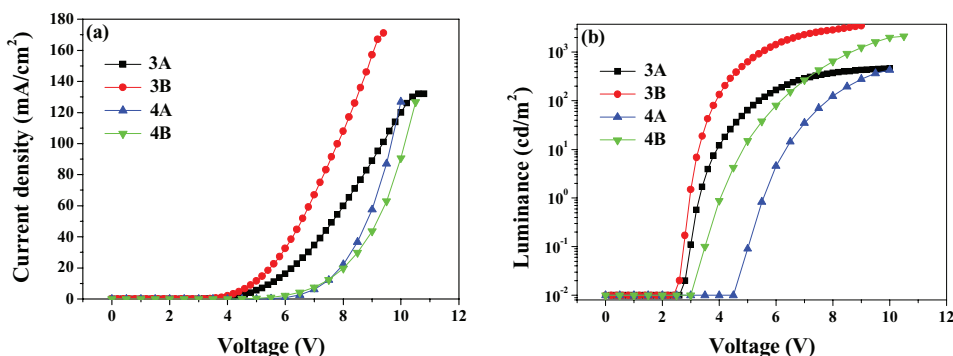 (a)
3A
3B
4A
4B
Current density (mA/cm²)
180
160
140
120
100
80
60
40
20
0
0 2 4 6 8 10 12
Voltage (V)
(b)
3A
3B
4A
4B
Luminance (cd/m²)
10³
10²
10¹
10⁰
10⁻¹
10⁻²
0 2 4 6 8 10 12
Voltage (V)